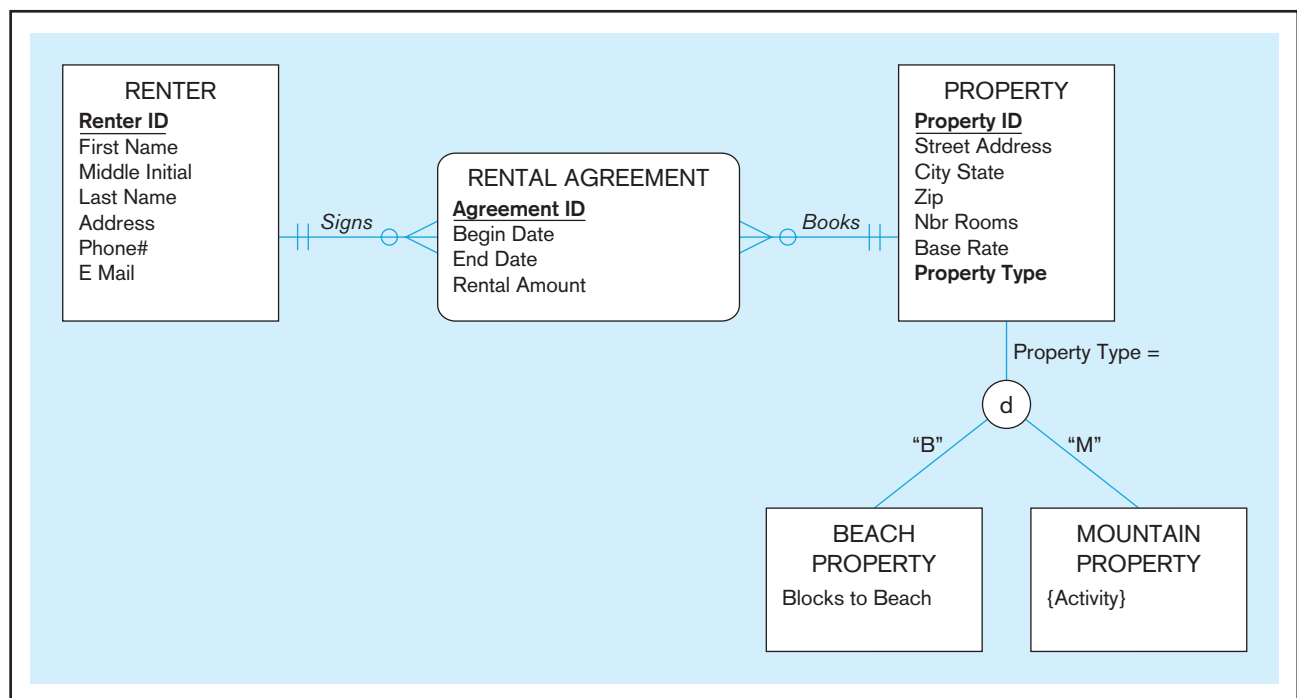 RENTER
Renter ID
First Name
Middle Initial
Last Name
Address
Phone#
E Mail
Signs
RENTAL AGREEMENT
Agreement ID
Begin Date
End Date
Rental Amount
Books
PROPERTY
Property ID
Street Address
City State
Zip
Nbr Rooms
Base Rate
Property Type
Property Type =
d
“B”
“M”
BEACH
PROPERTY
Blocks to Beach
MOUNTAIN
PROPERTY
{Activity}